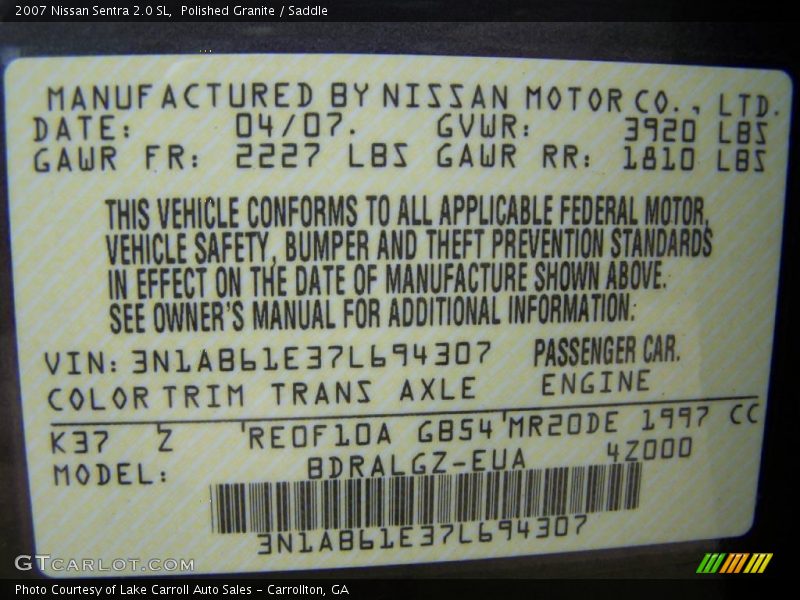 2007 Nissan Sentra 2.0 SL,  Polished Granite / Saddle
MANUFACTURED BY NISSAN MOTOR CO., LTD.
DATE: 04/07. GVWR: 3920 LBS
GAWR FR: 2227 LBS GAWR RR: 1810 LBS
THIS VEHICLE CONFORMS TO ALL APPLICABLE FEDERAL MOTOR,
VEHICLE SAFETY, BUMPER AND THEFT PREVENTION STANDARDS
IN EFFECT ON THE DATE OF MANUFACTURE SHOWN ABOVE.
SEE OWNER'S MANUAL FOR ADDITIONAL INFORMATION.
VIN: 3N1AB61E37L694307 PASSENGER CAR.
COLOR TRIM TRANS AXLE ENGINE
K37 Z RE0F10A GB54 MR20DE 1997 CC
MODEL: BDRALGZ-EUA 4Z000
3N1AB61E37L694307
GTCARLOT.COM
Photo Courtesy of Lake Carroll Auto Sales - Carrollton, GA